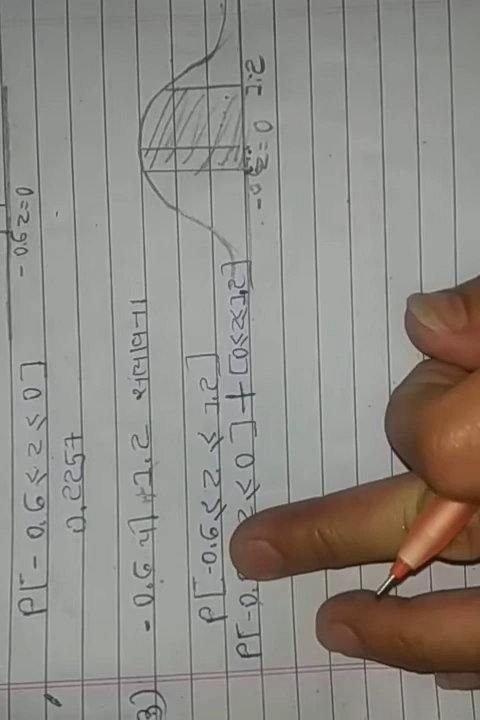 -0.6 z=0
P[-0.6 ≤ z ≤ 0]
0.2257
3) -0.6 थी +1.2
P[-0.6 ≤ z ≤ 1.2]
-0.6 z=0 1.2
P[-0. z ≤ 0] + [0≤z≤1.2]